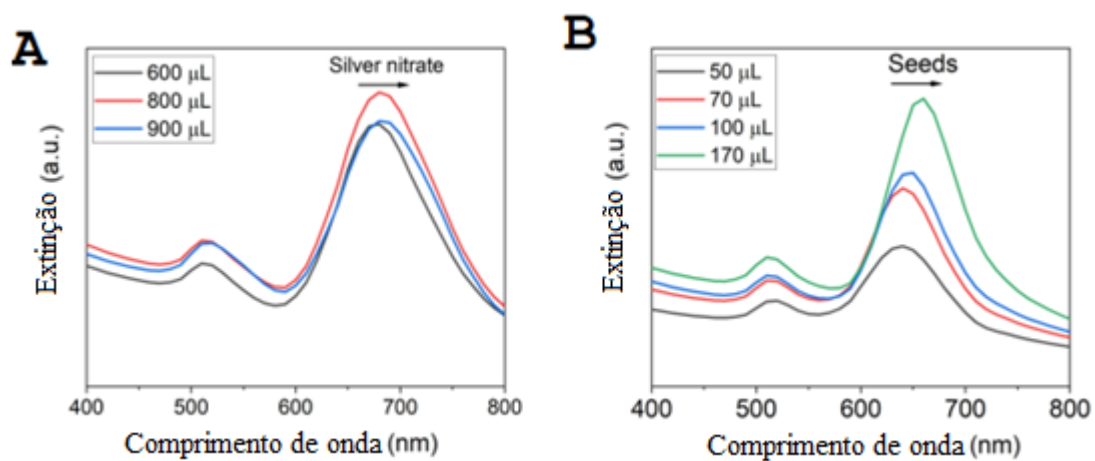 A
600 µL
800 µL
900 µL
Silver nitrate
Extinção (a.u.)
400 500 600 700 800
Comprimento de onda (nm)
B
50 µL
70 µL
100 µL
170 µL
Seeds
Extinção (a.u.)
400 500 600 700 800
Comprimento de onda (nm)